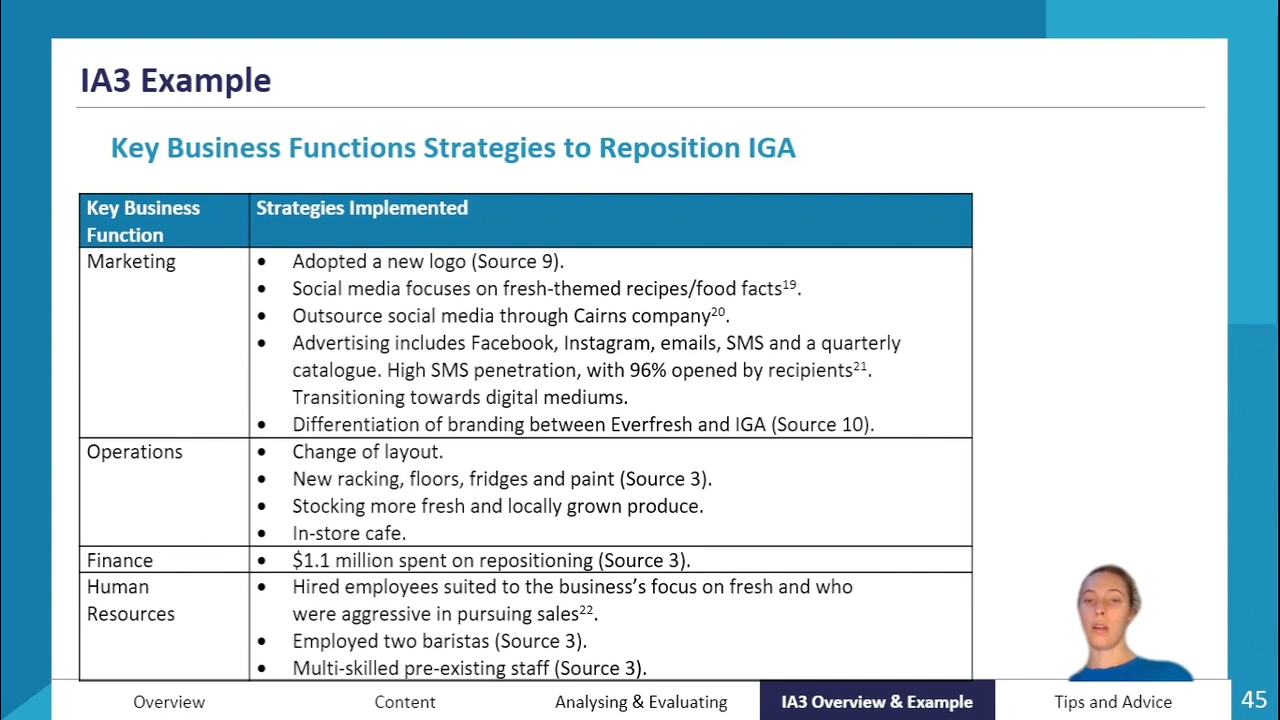 IA3 Example
Key Business Functions Strategies to Reposition IGA
Key Business
Function
Strategies Implemented
Marketing
• Adopted a new logo (Source 9).
• Social media focuses on fresh-themed recipes/food facts¹⁹.
• Outsource social media through Cairns company²⁰.
• Advertising includes Facebook, Instagram, emails, SMS and a quarterly
catalogue. High SMS penetration, with 96% opened by recipients²¹.
Transitioning towards digital mediums.
• Differentiation of branding between Everfresh and IGA (Source 10).
Operations
• Change of layout.
• New racking, floors, fridges and paint (Source 3).
• Stocking more fresh and locally grown produce.
• In-store cafe.
Finance
• $1.1 million spent on repositioning (Source 3).
Human
Resources
• Hired employees suited to the business's focus on fresh and who
were aggressive in pursuing sales²².
• Employed two baristas (Source 3).
• Multi-skilled pre-existing staff (Source 3).
Overview
Content
Analysing & Evaluating
IA3 Overview & Example
Tips and Advice
45